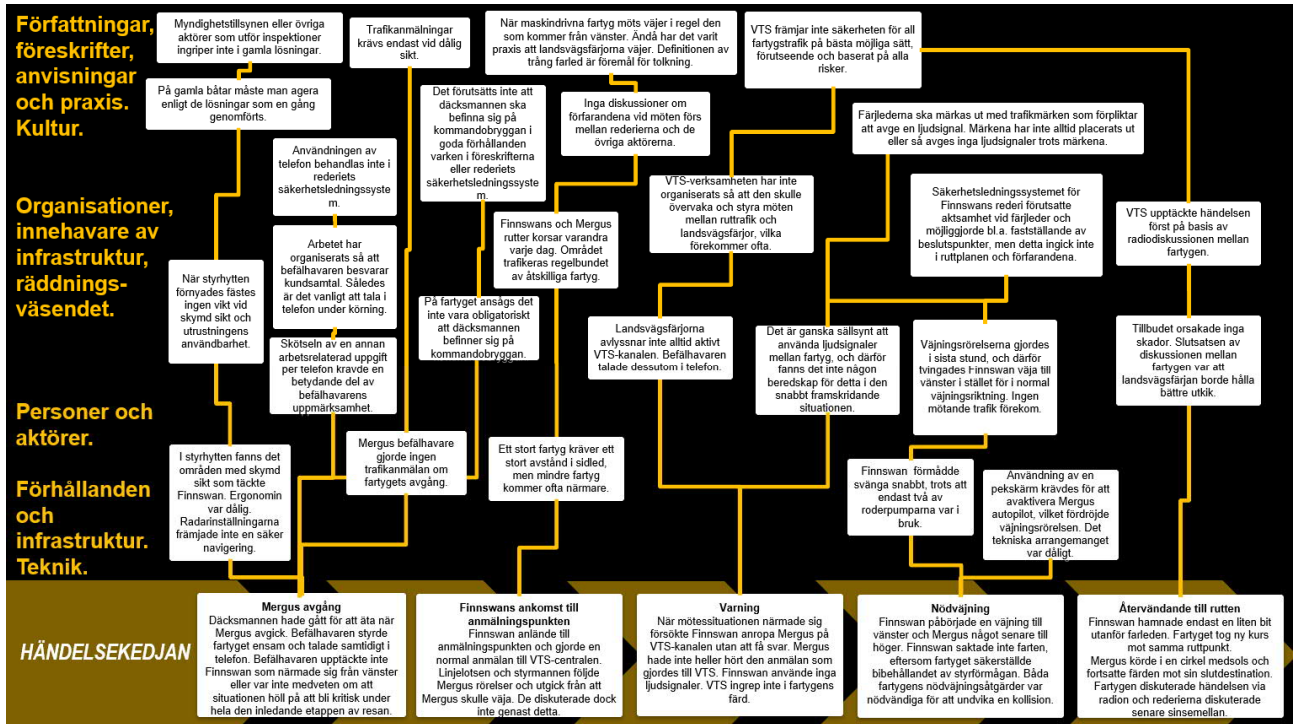 Författningar,
föreskrifter,
anvisningar
och praxis.
Kultur.
Myndighetstillsynen eller övriga
aktörer som utför inspektioner
ingriper inte i gamla lösningar.
Trafikanmälningar
krävs endast vid dålig
sikt.
När maskindrivna fartyg möts väjer i regel den
som kommer från vänster. Ändå har det varit
praxis att landsvägsfärjorna väjer. Definitionen av
trång farled är föremål för tolkning.
VTS främjar inte säkerheten för all
fartygstrafik på bästa möjliga sätt,
förutseende och baserat på alla
risker.
På gamla båtar måste man agera
enligt de lösningar som en gång
genomförts.
Det förutsätts inte att
däcksmannen ska
befinna sig på
kommandobryggan i
goda förhållanden
varken i föreskrifterna
eller rederiets
säkerhetsledningssyste
m.
Inga diskussioner om
förfarandena vid möten förs
mellan rederierna och de
övriga aktörerna.
Färjlederna ska märkas ut med trafikmärken som förpliktar
att avge en ljudsignal. Märkena har inte alltid placerats ut
eller så avges inga ljudsignaler trots märkena.
Organisationer,
innehavare av
infrastruktur,
räddnings-
väsendet.
Användningen av
telefon behandlas inte i
rederiets
säkerhetsledningssyste
m.
VTS-verksamheten har inte
organiserats så att den skulle
övervaka och styra möten
mellan ruttrafik och
landsvägsfärjor, vilka
förekommer ofta.
Säkerhetsledningssystemet för
Finnswans rederi förutsatte
aktsamhet vid färjleder och
möjliggjorde bl.a. fastställande av
beslutspunkter, men detta ingick inte
i ruttplanen och förfarandena.
VTS upptäckte händelsen
först på basis av
radiodiskussionen mellan
fartygen.
Finnswans och Mergus
rutter korsar varandra
varje dag. Området
trafikeras regelbundet
av åtskilliga fartyg.
Arbetet har
organiserats så att
befälhavaren besvarar
kundsamtal. Således
är det vanligt att tala i
telefon under körning.
När styrhytten
förnyades fästes
ingen vikt vid
skymd sikt och
utrustningens
användbarhet.
På fartyget ansågs det
inte vara obligatoriskt
att däcksmannen
befinner sig på
kommandobryggan.
Landsvägsfärjorna
avlyssnar inte alltid aktivt
VTS-kanalen. Befälhavaren
talade dessutom i telefon.
Det är ganska sällsynt att
använda ljudsignaler
mellan fartyg, och därför
fanns det inte någon
beredskap för detta i den
snabbt framskridande
situationen.
Väjningsrörelserna gjordes
i sista stund, och därför
tvingades Finnswan väja till
vänster i stället för i normal
väjningsriktning. Ingen
mötande trafik förekom.
Tillbudet orsakade inga
skador. Slutsatsen av
diskussionen mellan
fartygen var att
landsvägsfärjan borde hålla
bättre utkik.
Skötseln av en annan
arbetsrelaterad uppgift
per telefon kravde en
betydande del av
befälhavarens
uppmärksamhet.
Personer och
aktörer.
Förhållanden
och
infrastruktur.
Teknik.
I styrhytten fanns det
områden med skymd
sikt som täckte
Finnswan. Ergonomin
var dålig.
Radarinställningarna
främjade inte en säker
navigering.
Mergus befälhavare
gjorde ingen
trafikanmälan om
fartygets avgång.
Ett stort fartyg kräver ett
stort avstånd i sidled,
men mindre fartyg
kommer ofta närmare.
Finnswan förmådde
svänga snabbt, trots att
endast två av
roderpumparna var i
bruk.
Användning av en
pekskärm krävdes för att
avaktivera Mergus
autopilot, vilket fördröjde
väjningsrörelsen. Det
tekniska arrangemanget
var dåligt.
HÄNDELSEKEDJAN
Mergus avgång
Däcksmannen hade gått för att äta när
Mergus avgick. Befälhavaren styrde
fartyget ensam och talade samtidigt i
telefon. Befälhavaren upptäckte inte
Finnswan som närmade sig från vänster
eller var inte medveten om att
situationen höll på att bli kritisk under
hela den inledande etappen av resan.
Finnswans ankomst till
anmälningspunkten
Finnswan anlände till
anmälningspunkten och gjorde en
normal anmälan till VTS-centralen.
Linjelotsen och styrmannen följde
Mergus rörelser och utgick från att
Mergus skulle väja. De diskuterade dock
inte genast detta.
Varning
När mötessituationen närmade sig
försökte Finnswan anropa Mergus på
VTS-kanalen utan att få svar. Mergus
hade inte heller hört den anmälan som
gjordes till VTS. Finnswan använde inga
ljudsignaler. VTS ingrep inte i fartygens
färd.
Nödväjning
Finnswan påbörjade en väjning till
vänster och Mergus något senare till
höger. Finnswan saktade inte farten,
eftersom fartyget säkerställde
bibehållandet av styrförmågan. Båda
fartygens nödväjningsåtgärder var
nödvändiga för att undvika en kollision.
Återvändande till rutten
Finnswan hamnade endast en liten bit
utanför farleden. Fartyget tog ny kurs
mot samma ruttpunkt.
Mergus körde i en cirkel medsols och
fortsatte färden mot sin slutdestination.
Fartygen diskuterade händelsen via
radion och rederierna diskuterade
senare sinsemellan.